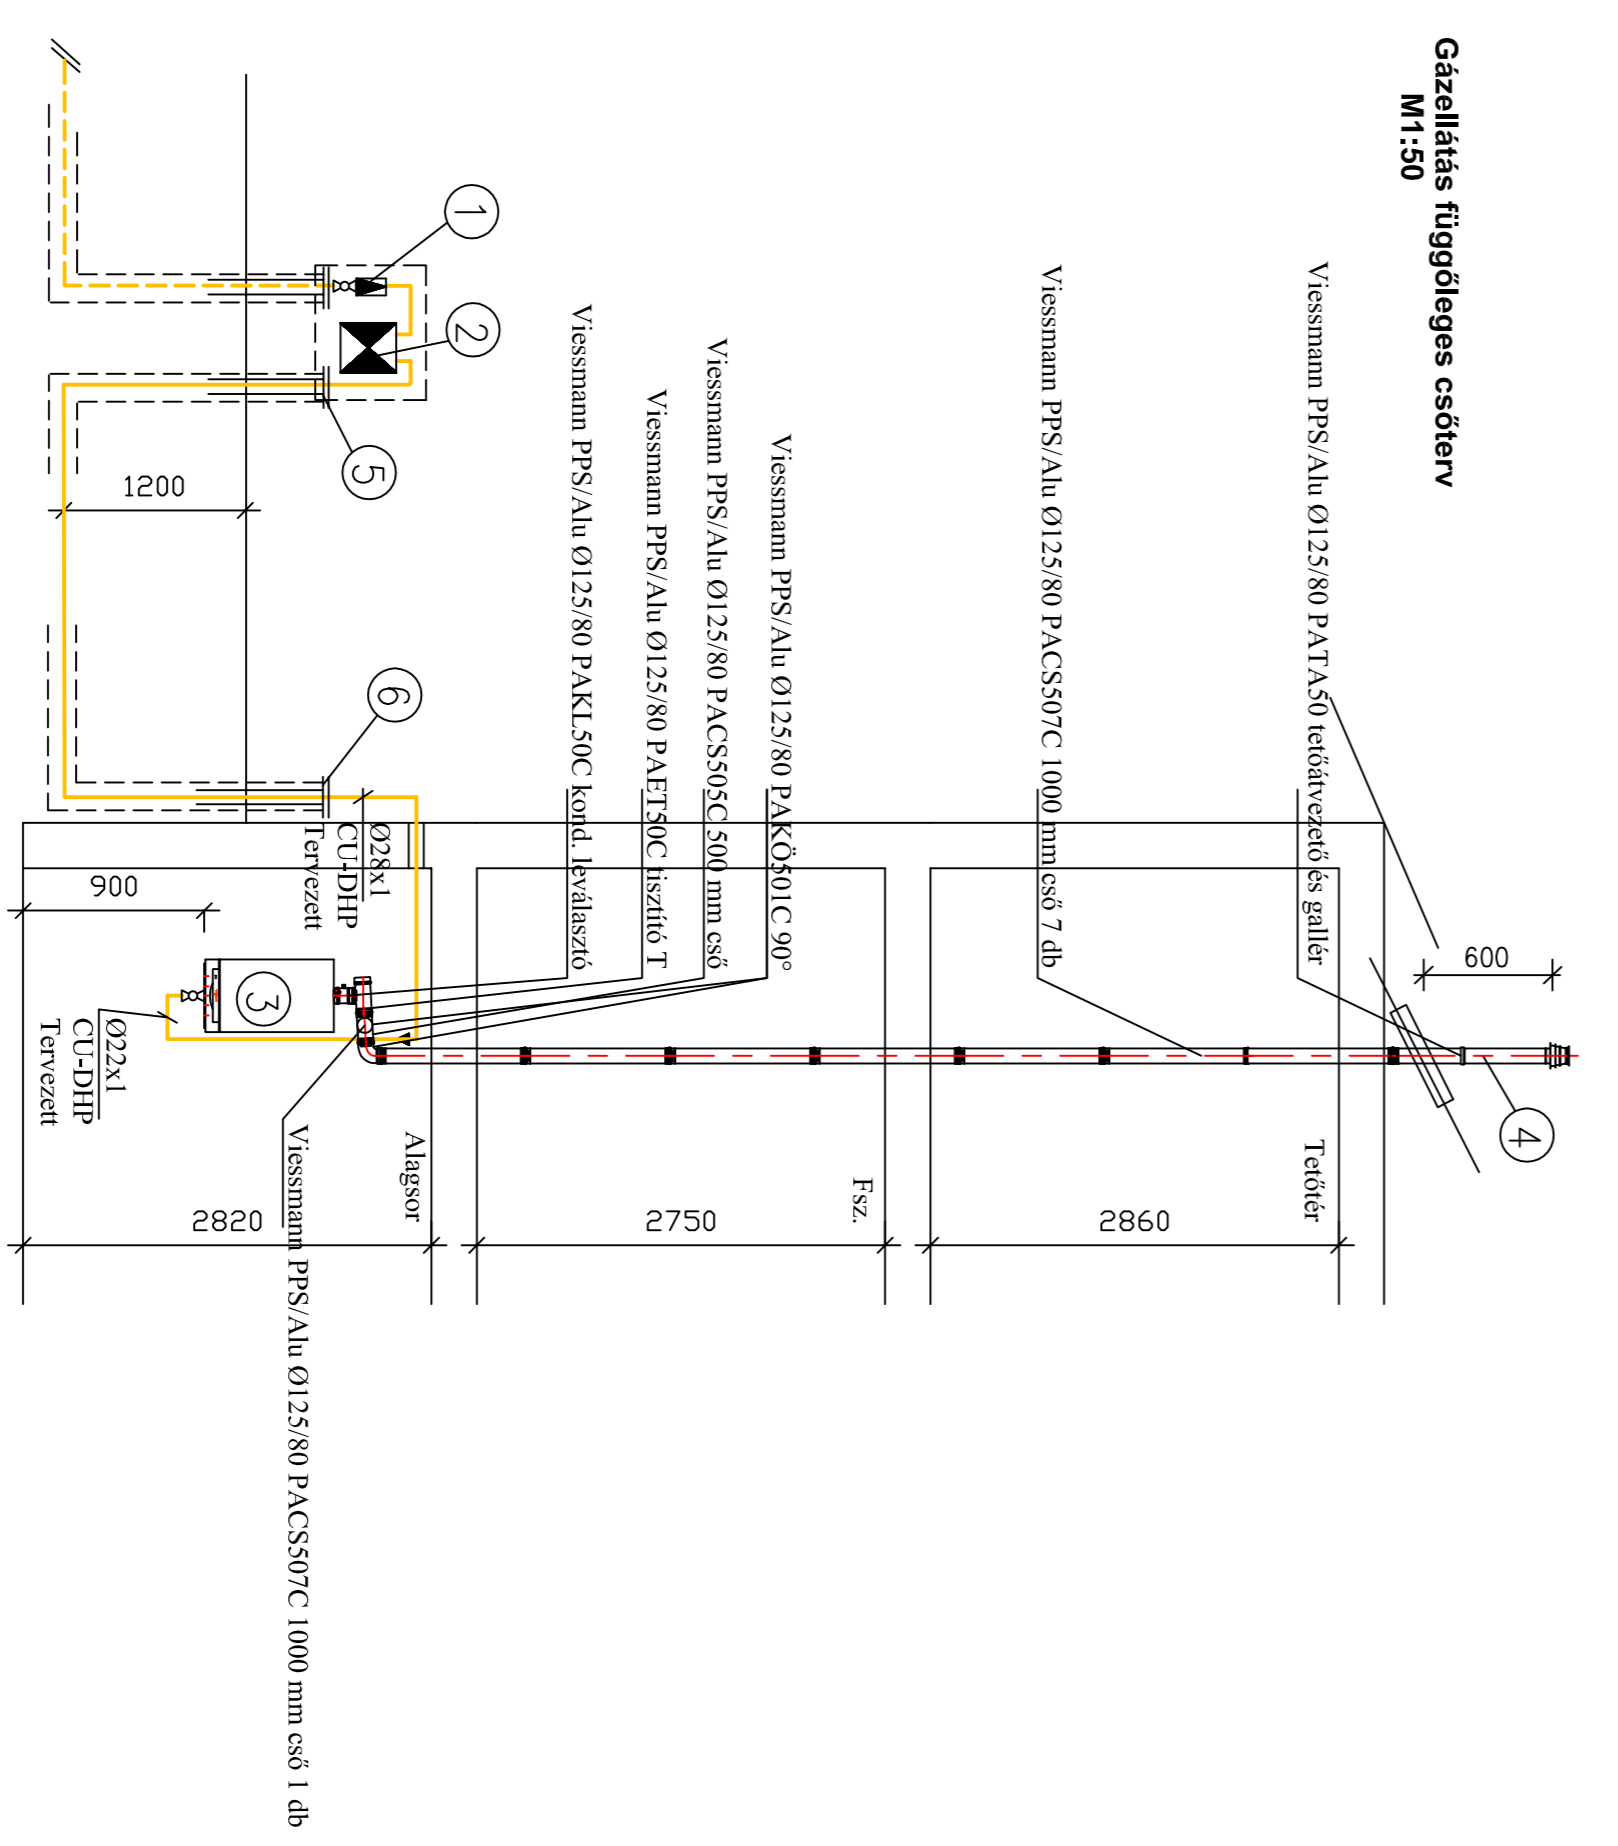 Gázellátás függőleges csőterv
M1:50
Viessmann PPS/Alu Ø125/80 PATA50 tetőátvezető és gallér
Viessmann PPS/Alu Ø125/80 PACS507C 1000 mm cső 7 db
Viessmann PPS/Alu Ø125/80 PAKÖ501C 90°
Viessmann PPS/Alu Ø125/80 PACS505C 500 mm cső
Viessmann PPS/Alu Ø125/80 PAET50C tisztító T
Viessmann PPS/Alu Ø125/80 PAKL50C kond. leválasztó
Viessmann PPS/Alu Ø125/80 PACS507C 1000 mm cső 1 db
1
2
5
6
3
4
1200
900
600
Ø28x1
CU-DHP
Tervezett
Ø22x1
CU-DHP
Tervezett
Tetőtér
Fsz.
Alagsor
2820
2750
2860